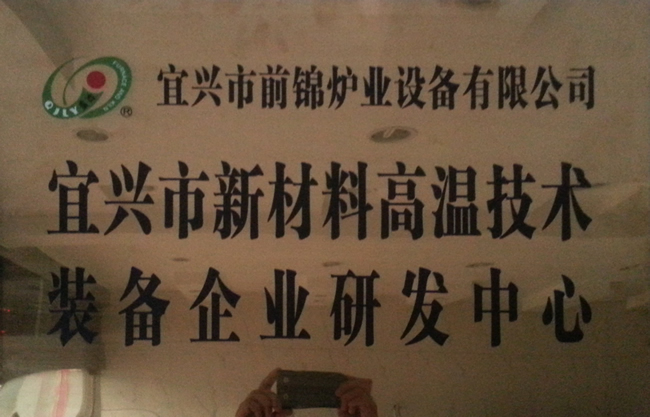 QJLY ®
宜兴市前锦炉业设备有限公司
宜兴市新材料高温技术
装备企业研发中心